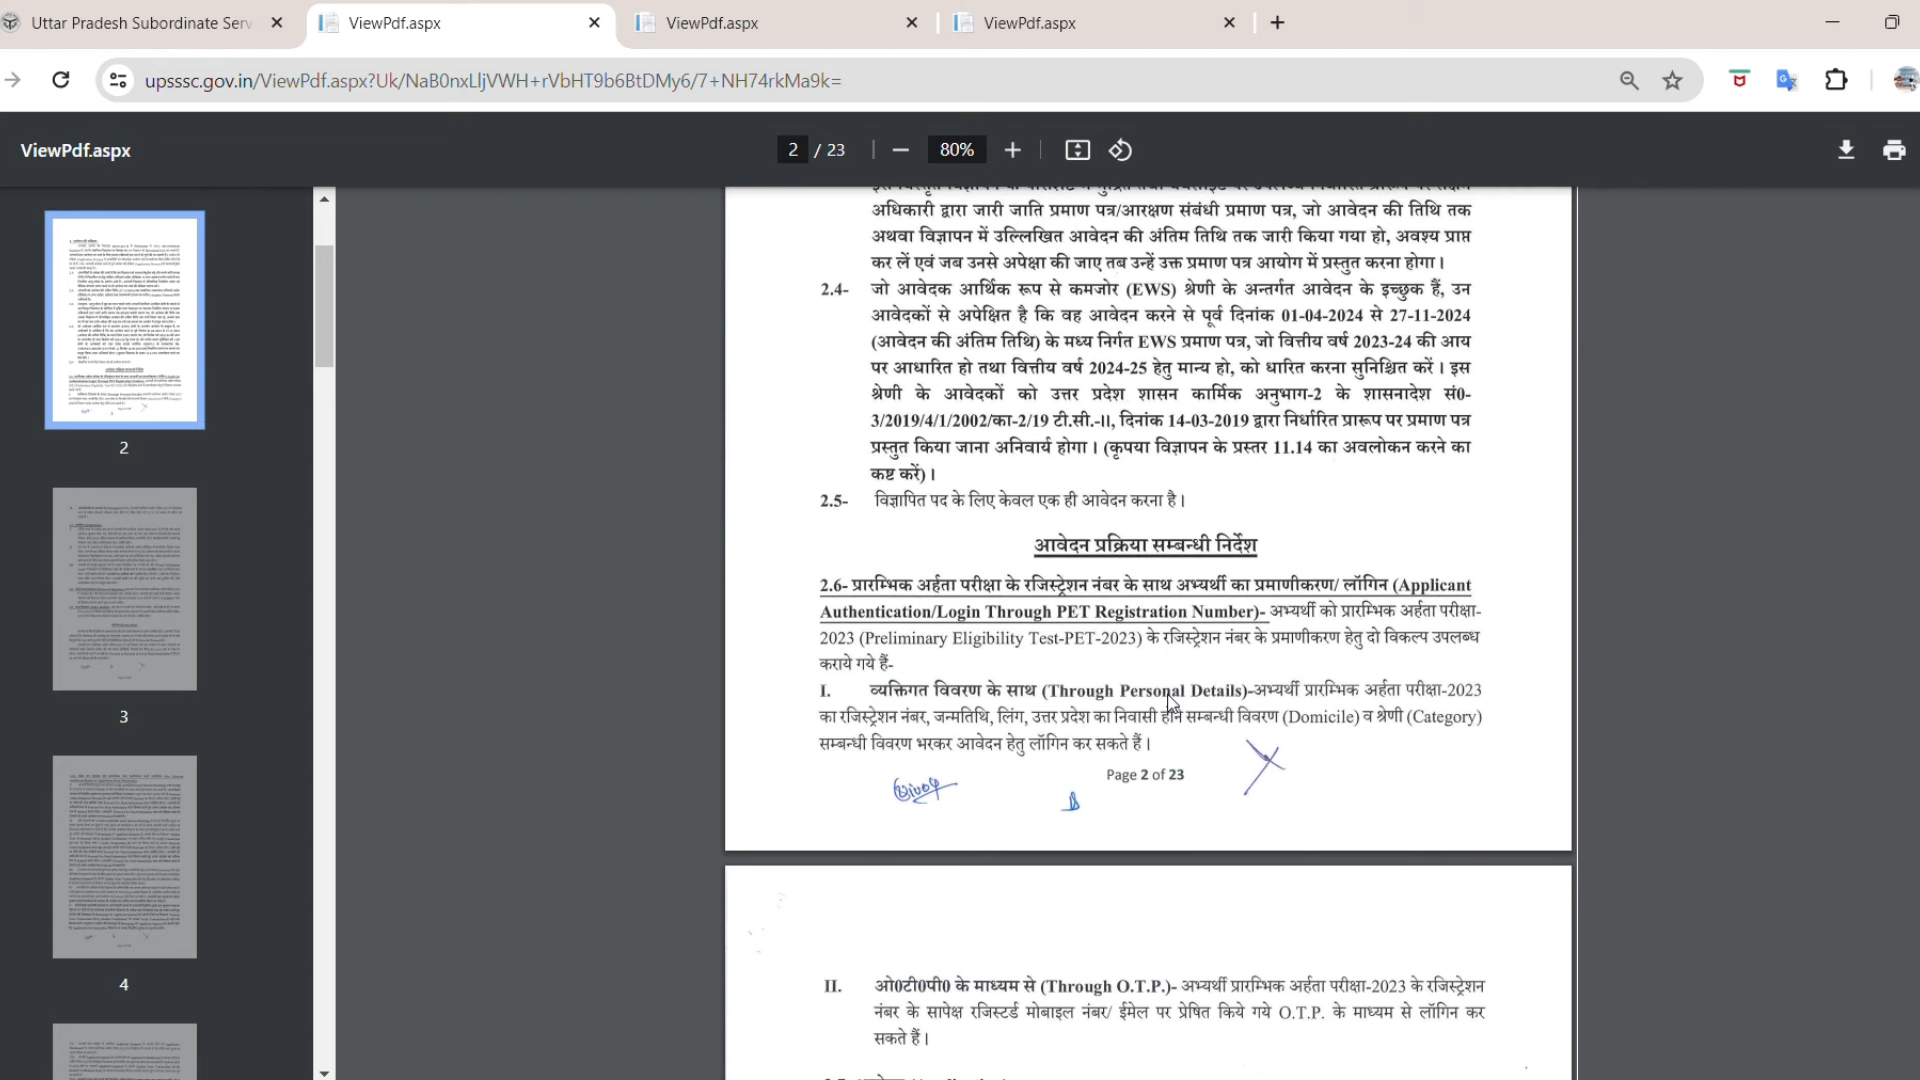 Uttar Pradesh Subordinate Serv
ViewPdf.aspx
ViewPdf.aspx
ViewPdf.aspx
upsssc.gov.in/ViewPdf.aspx?Uk/NaB0nxLljVWH+rVbHT9b6BtDMy6/7+NH74rkMa9k=
ViewPdf.aspx
2 / 23
80%
2
3
4
अधिकारी द्वारा जारी जाति प्रमाण पत्र/आरक्षण संबंधी प्रमाण पत्र, जो आवेदन की तिथि तक
अथवा विज्ञापन में उल्लिखित आवेदन की अंतिम तिथि तक जारी किया गया हो, अवश्य प्राप्त
कर लें एवं जब उनसे अपेक्षा की जाए तब उन्हें उक्त प्रमाण पत्र आयोग में प्रस्तुत करना होगा।
2.4- जो आवेदक आर्थिक रूप से कमजोर (EWS) श्रेणी के अन्तर्गत आवेदन के इच्छुक हैं, उन
आवेदकों से अपेक्षित है कि वह आवेदन करने से पूर्व दिनांक 01-04-2024 से 27-11-2024
(आवेदन की अंतिम तिथि) के मध्य निर्गत EWS प्रमाण पत्र, जो वित्तीय वर्ष 2023-24 की आय
पर आधारित हो तथा वित्तीय वर्ष 2024-25 हेतु मान्य हो, को धारित करना सुनिश्चित करें। इस
श्रेणी के आवेदकों को उत्तर प्रदेश शासन कार्मिक अनुभाग-2 के शासनादेश सं0-
3/2019/4/1/2002/का-2/19 टी.सी.-II, दिनांक 14-03-2019 द्वारा निर्धारित प्रारूप पर प्रमाण पत्र
प्रस्तुत किया जाना अनिवार्य होगा। (कृपया विज्ञापन के प्रस्तर 11.14 का अवलोकन करने का
कष्ट करें)।
2.5- विज्ञापित पद के लिए केवल एक ही आवेदन करना है।
आवेदन प्रक्रिया सम्बन्धी निर्देश
2.6- प्रारम्भिक अर्हता परीक्षा के रजिस्ट्रेशन नंबर के साथ अभ्यर्थी का प्रमाणीकरण/ लॉगिन (Applicant
Authentication/Login Through PET Registration Number)- अभ्यर्थी को प्रारम्भिक अर्हता परीक्षा-
2023 (Preliminary Eligibility Test-PET-2023) के रजिस्ट्रेशन नंबर के प्रमाणीकरण हेतु दो विकल्प उपलब्ध
कराये गये हैं-
I. व्यक्तिगत विवरण के साथ (Through Personal Details)-अभ्यर्थी प्रारम्भिक अर्हता परीक्षा-2023
का रजिस्ट्रेशन नंबर, जन्मतिथि, लिंग, उत्तर प्रदेश का निवासी होने सम्बन्धी विवरण (Domicile) व श्रेणी (Category)
सम्बन्धी विवरण भरकर आवेदन हेतु लॉगिन कर सकते हैं।
Page 2 of 23
II. ओ0टी0पी0 के माध्यम से (Through O.T.P.)- अभ्यर्थी प्रारम्भिक अर्हता परीक्षा-2023 के रजिस्ट्रेशन
नंबर के सापेक्ष रजिस्टर्ड मोबाइल नंबर/ ईमेल पर प्रेषित किये गये O.T.P. के माध्यम से लॉगिन कर
सकते हैं।